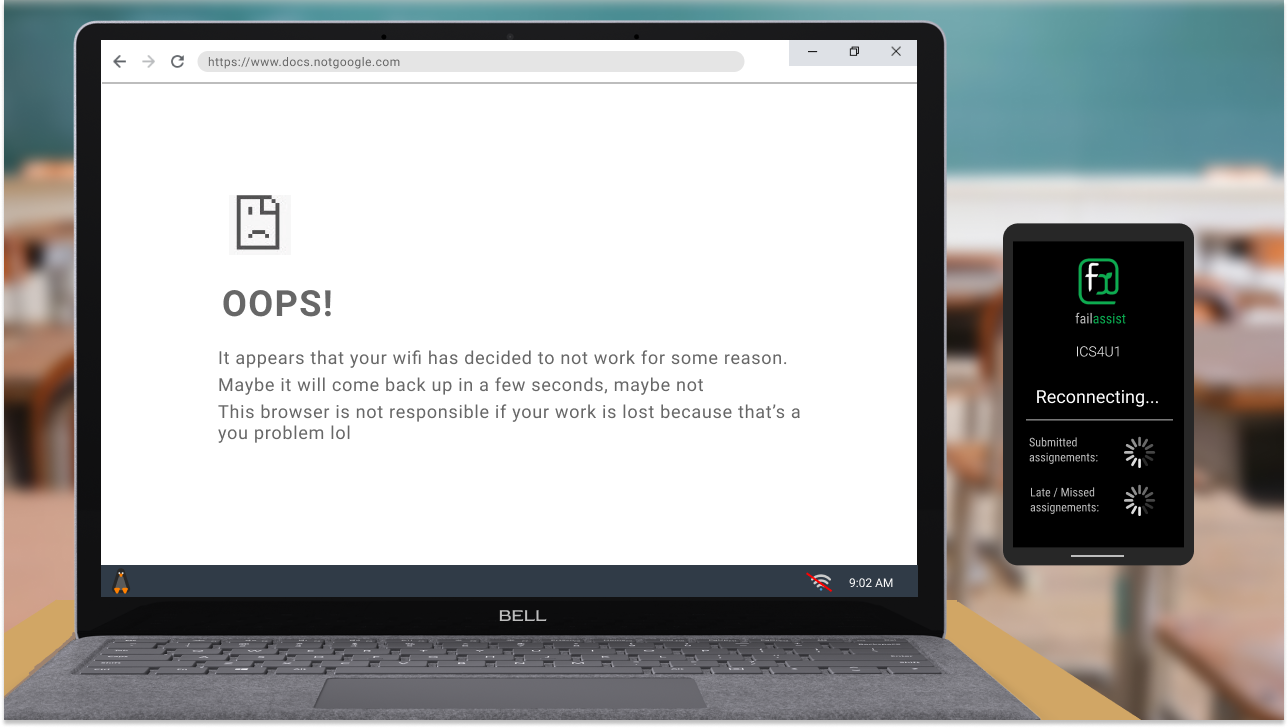 https://www.docs.notgoogle.com
OOPS!
It appears that your wifi has decided to not work for some reason.
Maybe it will come back up in a few seconds, maybe not
This browser is not responsible if your work is lost because that's a
you problem lol
9:02 AM
BELL
failassist
ICS4U1
Reconnecting...
Submitted
assignements:
Late / Missed
assignements: